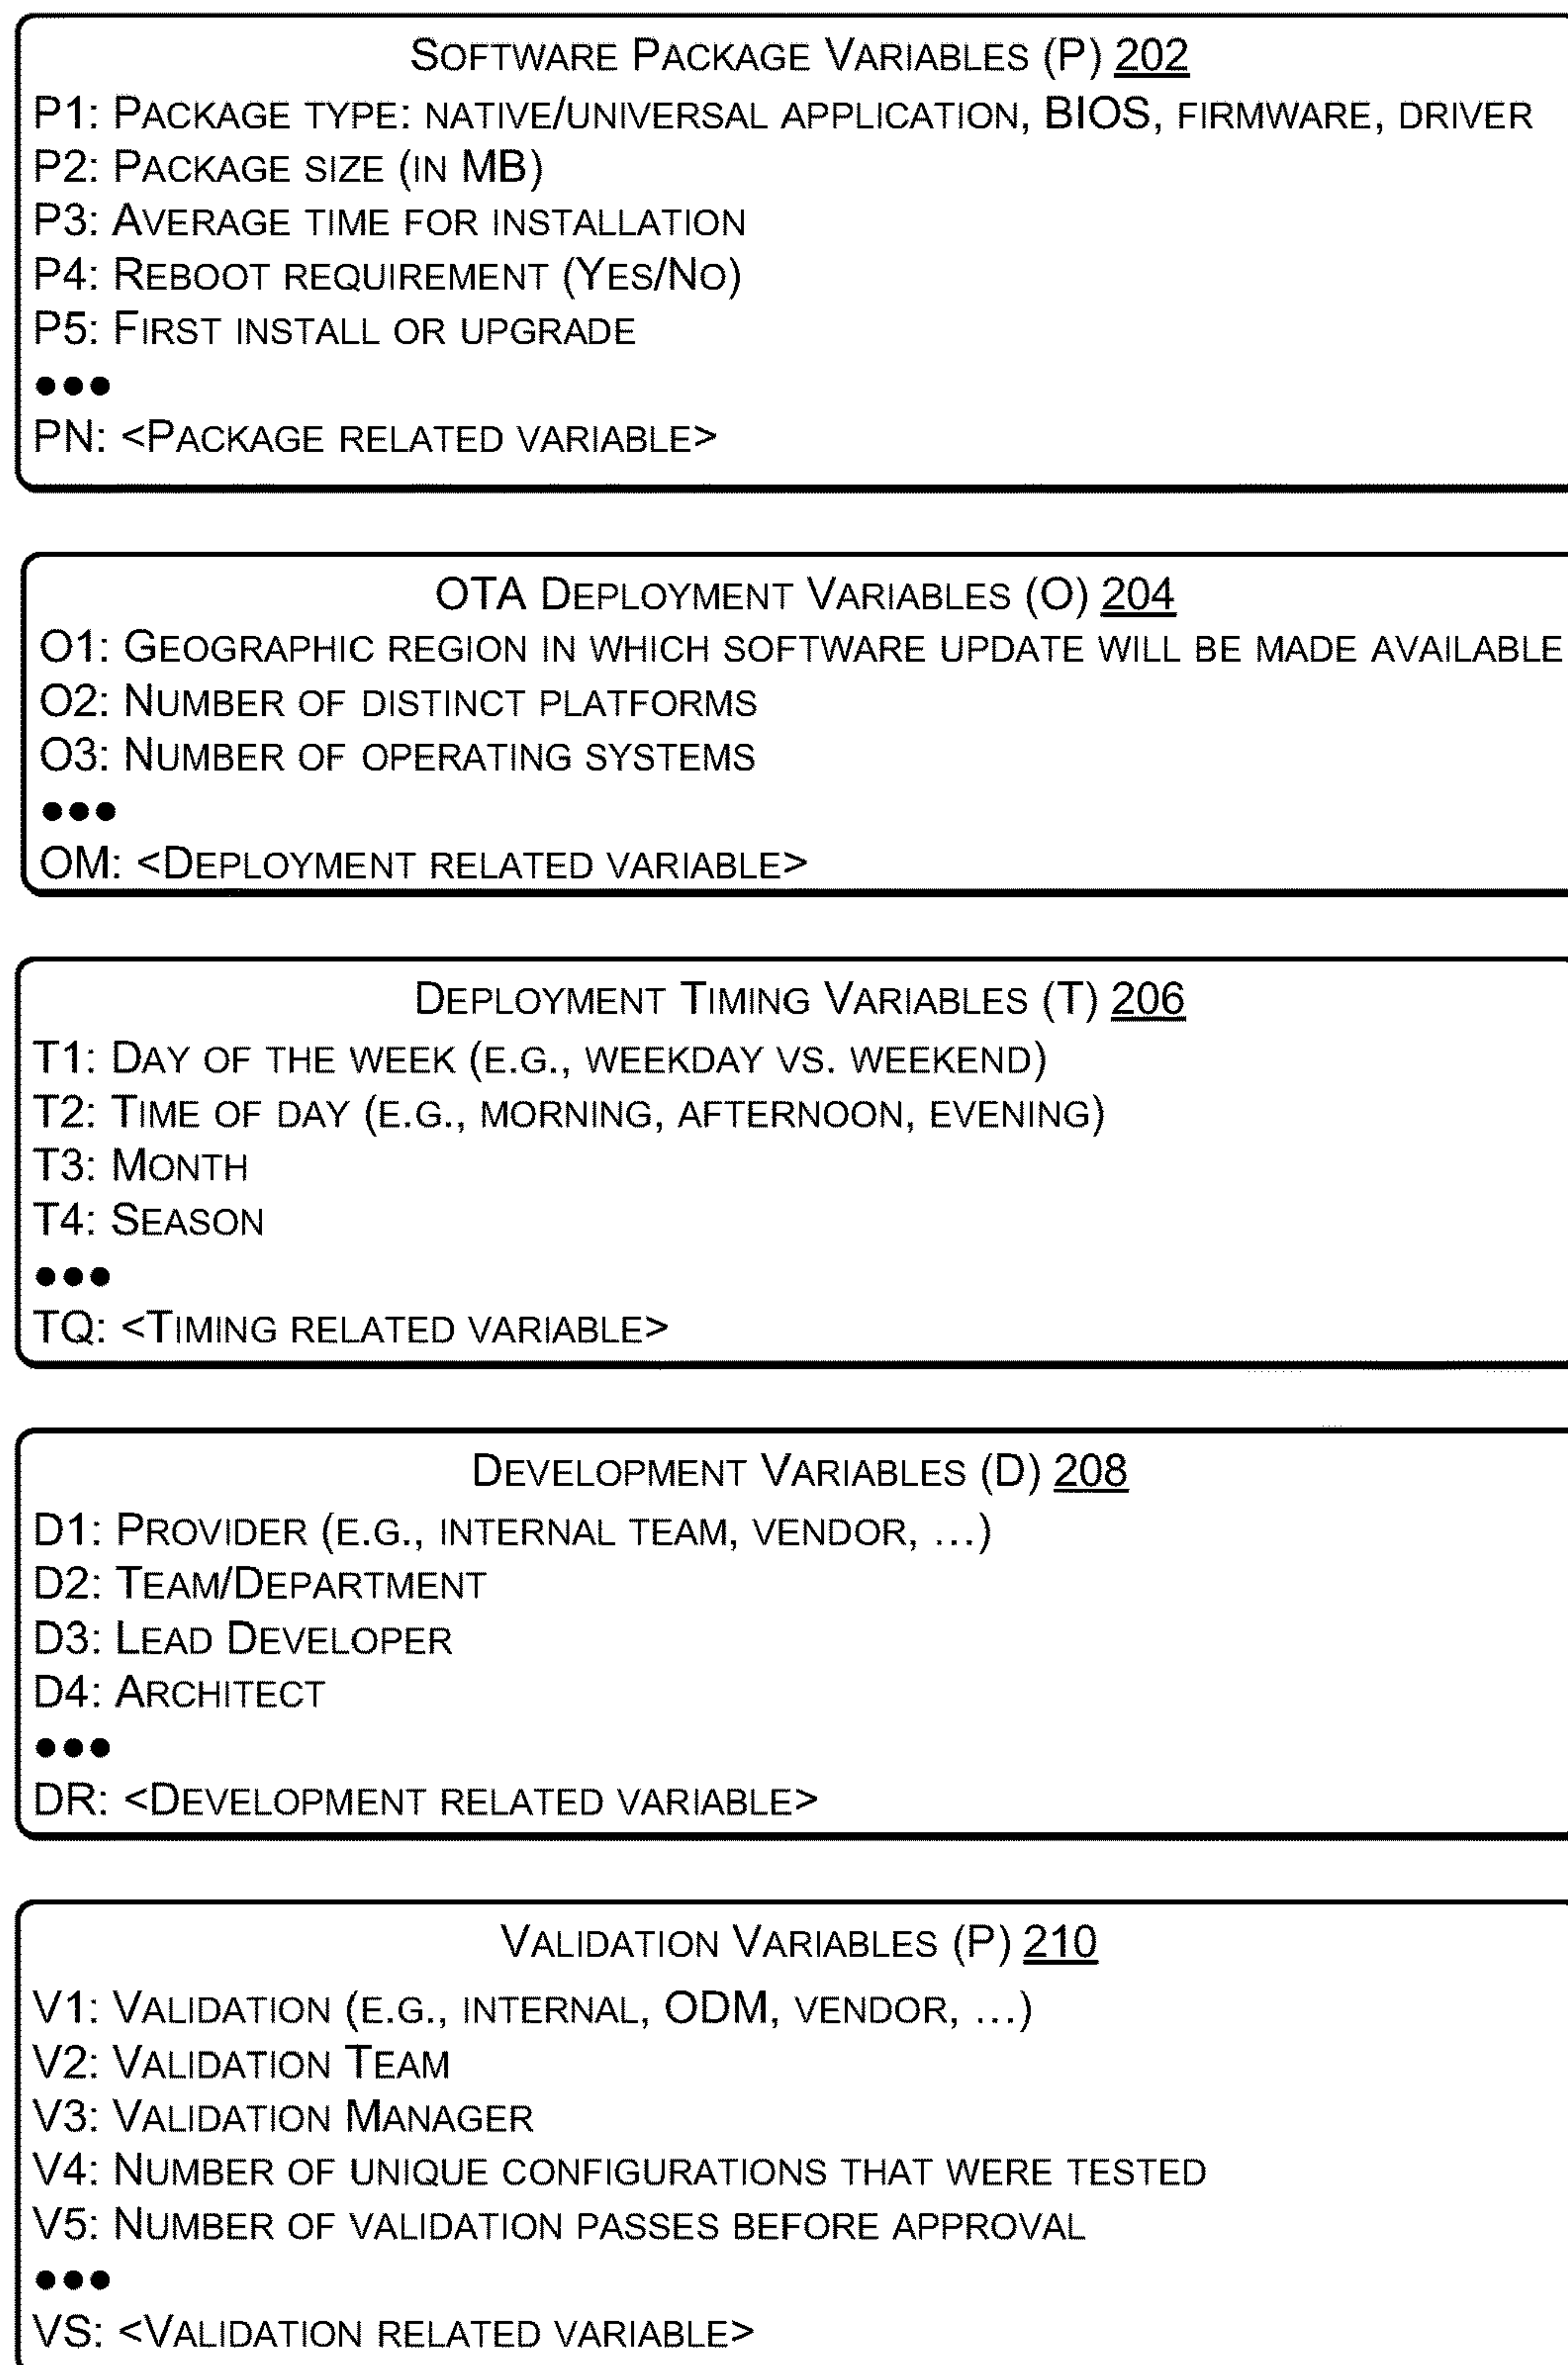 SOFTWARE PACKAGE VARIABLES (P) 202
P1: PACKAGE TYPE: NATIVE/UNIVERSAL APPLICATION, BIOS, FIRMWARE, DRIVER
P2: PACKAGE SIZE (IN MB)
P3: AVERAGE TIME FOR INSTALLATION
P4: REBOOT REQUIREMENT (YES/NO)
P5: FIRST INSTALL OR UPGRADE
●●●
PN: <PACKAGE RELATED VARIABLE>
OTA DEPLOYMENT VARIABLES (O) 204
O1: GEOGRAPHIC REGION IN WHICH SOFTWARE UPDATE WILL BE MADE AVAILABLE
O2: NUMBER OF DISTINCT PLATFORMS
O3: NUMBER OF OPERATING SYSTEMS
●●●
OM: <DEPLOYMENT RELATED VARIABLE>
DEPLOYMENT TIMING VARIABLES (T) 206
T1: DAY OF THE WEEK (E.G., WEEKDAY VS. WEEKEND)
T2: TIME OF DAY (E.G., MORNING, AFTERNOON, EVENING)
T3: MONTH
T4: SEASON
●●●
TQ: <TIMING RELATED VARIABLE>
DEVELOPMENT VARIABLES (D) 208
D1: PROVIDER (E.G., INTERNAL TEAM, VENDOR, ...)
D2: TEAM/DEPARTMENT
D3: LEAD DEVELOPER
D4: ARCHITECT
●●●
DR: <DEVELOPMENT RELATED VARIABLE>
VALIDATION VARIABLES (P) 210
V1: VALIDATION (E.G., INTERNAL, ODM, VENDOR, ...)
V2: VALIDATION TEAM
V3: VALIDATION MANAGER
V4: NUMBER OF UNIQUE CONFIGURATIONS THAT WERE TESTED
V5: NUMBER OF VALIDATION PASSES BEFORE APPROVAL
●●●
VS: <VALIDATION RELATED VARIABLE>